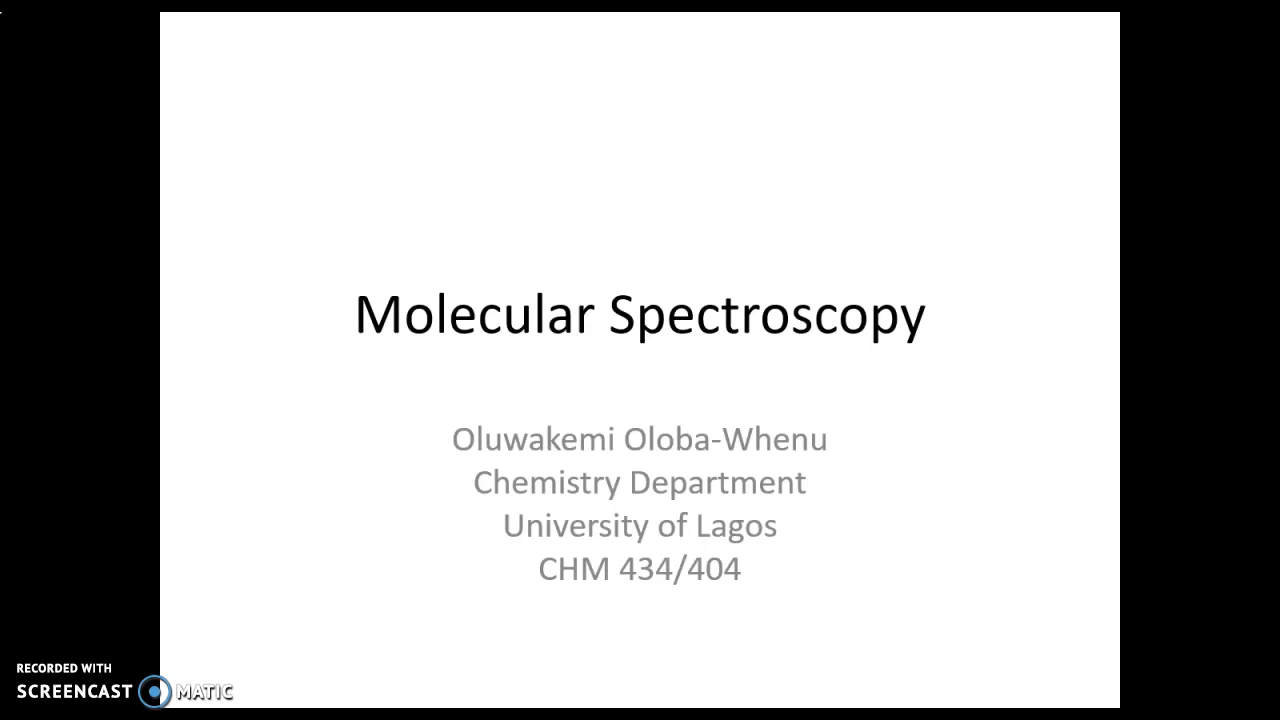 Molecular Spectroscopy
Oluwakemi Oloba-Whenu
Chemistry Department
University of Lagos
CHM 434/404
RECORDED WITH
SCREENCAST MATIC